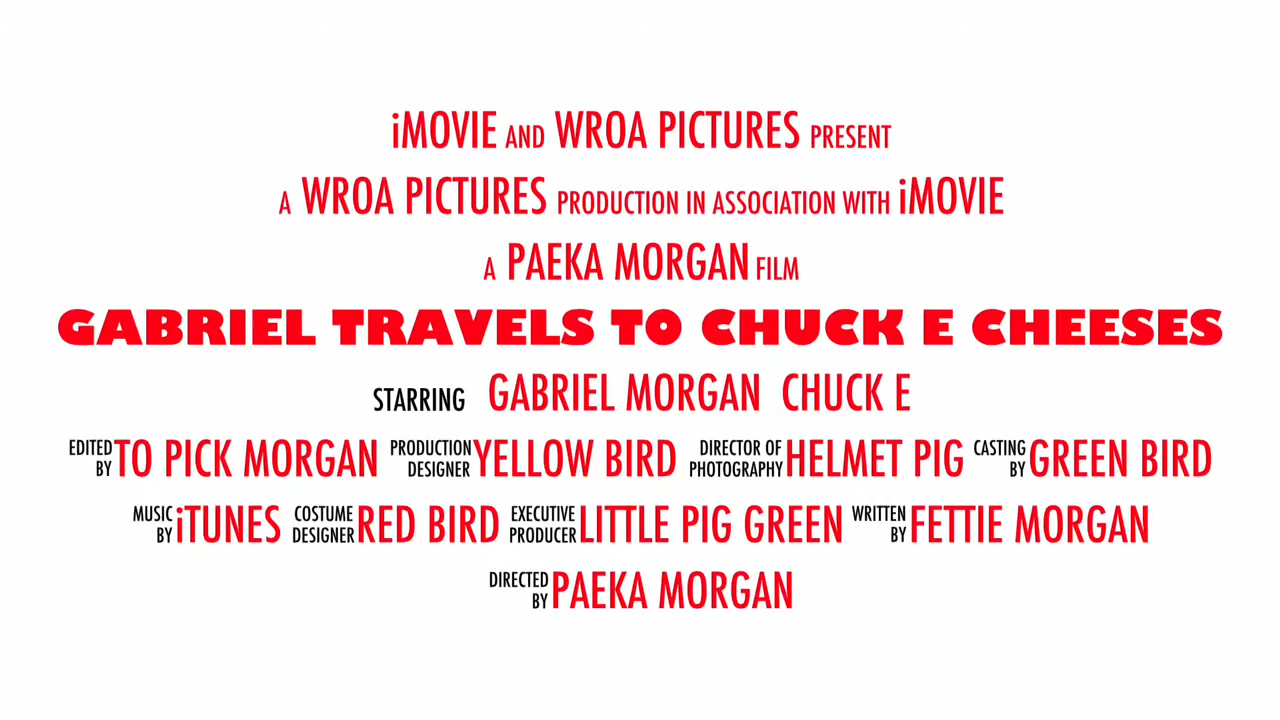 iMOVIE AND WROA PICTURES PRESENT
A WROA PICTURES PRODUCTION IN ASSOCIATION WITH iMOVIE
A PAEKA MORGAN FILM
GABRIEL TRAVELS TO CHUCK E CHEESES
STARRING GABRIEL MORGAN CHUCK E
EDITED BY TO PICK MORGAN PRODUCTION DESIGNER YELLOW BIRD DIRECTOR OF PHOTOGRAPHY HELMET PIG CASTING BY GREEN BIRD
MUSIC BY iTUNES COSTUME DESIGNER RED BIRD EXECUTIVE PRODUCER LITTLE PIG GREEN WRITTEN BY FETTIE MORGAN
DIRECTED BY PAEKA MORGAN